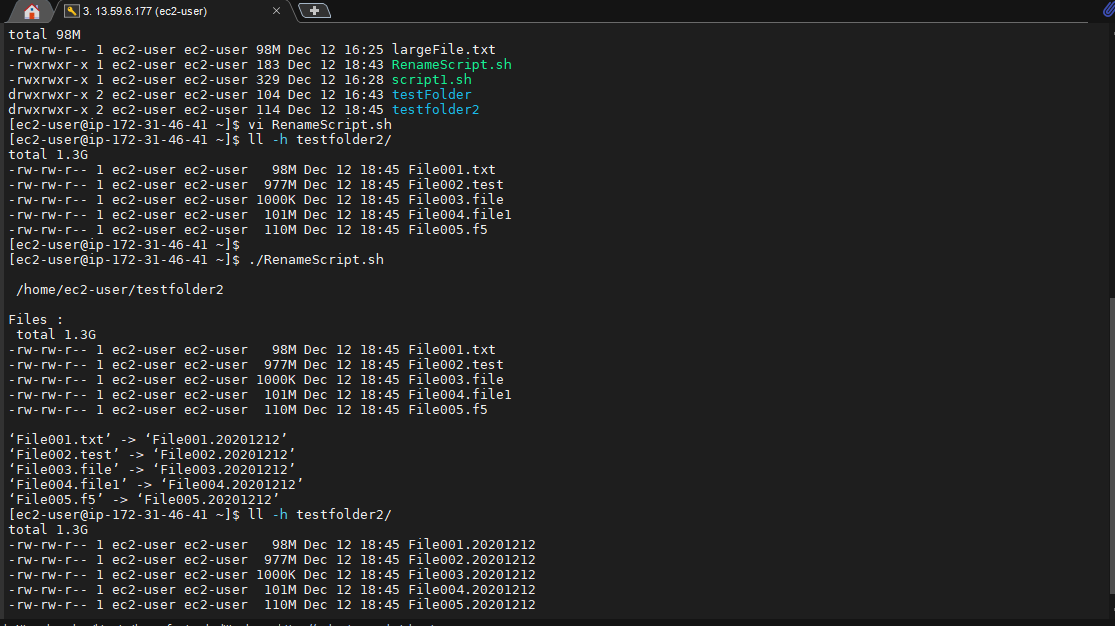 3. 13.59.6.177 (ec2-user)
total 98M
-rw-rw-r-- 1 ec2-user ec2-user 98M Dec 12 16:25 largeFile.txt
-rwxrwxr-x 1 ec2-user ec2-user 183 Dec 12 18:43 RenameScript.sh
-rwxrwxr-x 1 ec2-user ec2-user 329 Dec 12 16:28 script1.sh
drwxrwxr-x 2 ec2-user ec2-user 104 Dec 12 16:43 testFolder
drwxrwxr-x 2 ec2-user ec2-user 114 Dec 12 18:45 testfolder2
[ec2-user@ip-172-31-46-41 ~]$ vi RenameScript.sh
[ec2-user@ip-172-31-46-41 ~]$ ll -h testfolder2/
total 1.3G
-rw-rw-r-- 1 ec2-user ec2-user   98M Dec 12 18:45 File001.txt
-rw-rw-r-- 1 ec2-user ec2-user  977M Dec 12 18:45 File002.test
-rw-rw-r-- 1 ec2-user ec2-user 1000K Dec 12 18:45 File003.file
-rw-rw-r-- 1 ec2-user ec2-user  101M Dec 12 18:45 File004.file1
-rw-rw-r-- 1 ec2-user ec2-user  110M Dec 12 18:45 File005.f5
[ec2-user@ip-172-31-46-41 ~]$
[ec2-user@ip-172-31-46-41 ~]$ ./RenameScript.sh
/home/ec2-user/testfolder2
Files :
total 1.3G
-rw-rw-r-- 1 ec2-user ec2-user   98M Dec 12 18:45 File001.txt
-rw-rw-r-- 1 ec2-user ec2-user  977M Dec 12 18:45 File002.test
-rw-rw-r-- 1 ec2-user ec2-user 1000K Dec 12 18:45 File003.file
-rw-rw-r-- 1 ec2-user ec2-user  101M Dec 12 18:45 File004.file1
-rw-rw-r-- 1 ec2-user ec2-user  110M Dec 12 18:45 File005.f5
‘File001.txt’ -> ‘File001.20201212’
‘File002.test’ -> ‘File002.20201212’
‘File003.file’ -> ‘File003.20201212’
‘File004.file1’ -> ‘File004.20201212’
‘File005.f5’ -> ‘File005.20201212’
[ec2-user@ip-172-31-46-41 ~]$ ll -h testfolder2/
total 1.3G
-rw-rw-r-- 1 ec2-user ec2-user   98M Dec 12 18:45 File001.20201212
-rw-rw-r-- 1 ec2-user ec2-user  977M Dec 12 18:45 File002.20201212
-rw-rw-r-- 1 ec2-user ec2-user 1000K Dec 12 18:45 File003.20201212
-rw-rw-r-- 1 ec2-user ec2-user  101M Dec 12 18:45 File004.20201212
-rw-rw-r-- 1 ec2-user ec2-user  110M Dec 12 18:45 File005.20201212